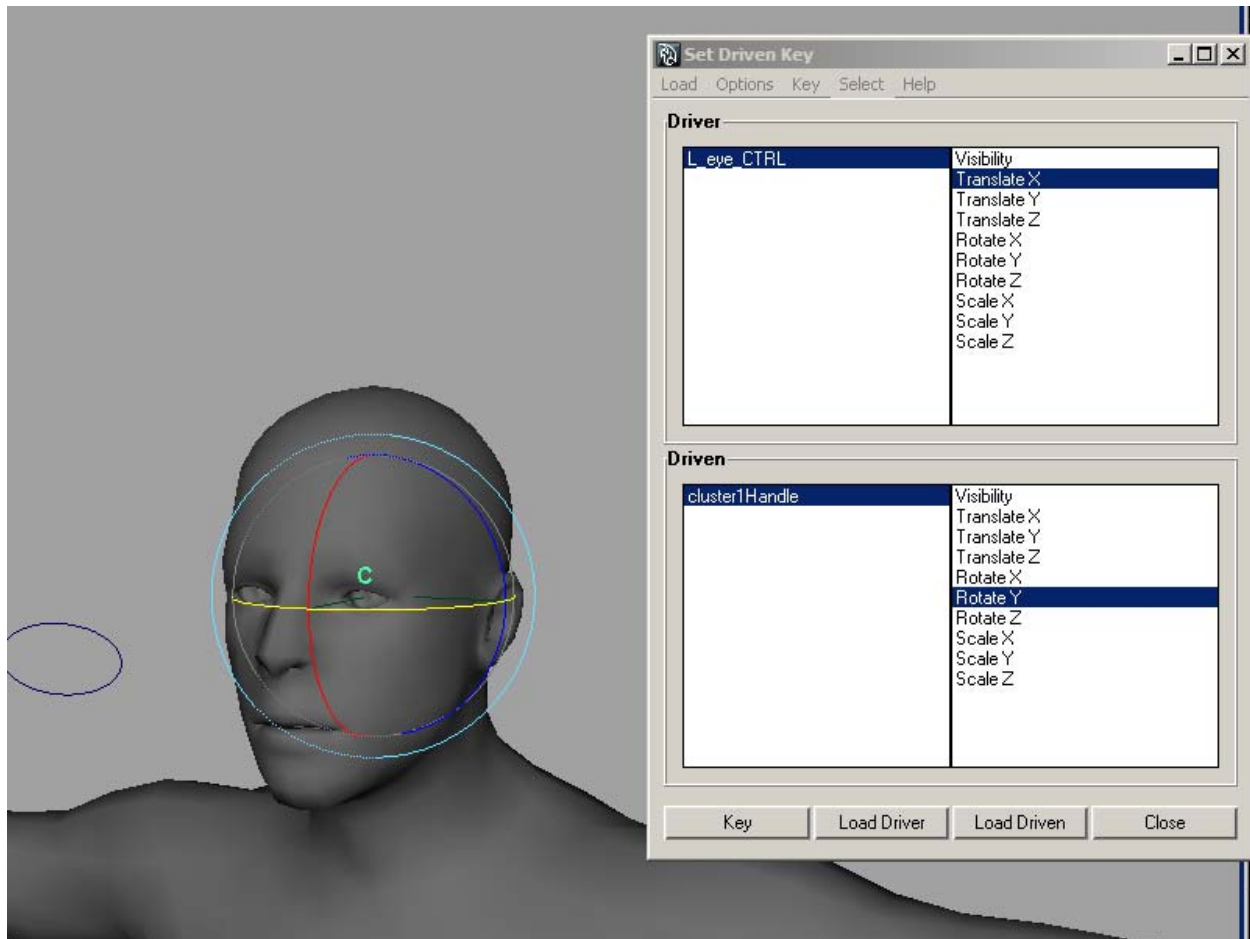 Set Driven Key
Load Options Key Select Help
Driver
L_eye_CTRL
Visibility
Translate X
Translate Y
Translate Z
Rotate X
Rotate Y
Rotate Z
Scale X
Scale Y
Scale Z
Driven
cluster1Handle
Visibility
Translate X
Translate Y
Translate Z
Rotate X
Rotate Y
Rotate Z
Scale X
Scale Y
Scale Z
Key Load Driver Load Driven Close
C